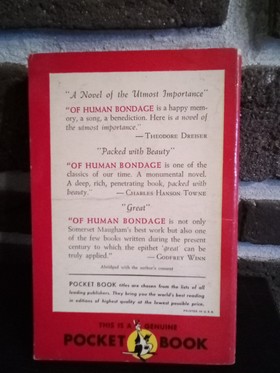 "A Novel of the Utmost Importance"
"OF HUMAN BONDAGE is a happy mem-
ory, a song, a benediction. Here is a novel of
the utmost importance."
— THEODORE DREISER
"Packed with Beauty"
"OF HUMAN BONDAGE is one of the
classics of our time. A monumental novel.
A deep, rich, penetrating book, packed with
beauty." — CHARLES HANSON TOWNE
"Great"
"OF HUMAN BONDAGE is not only
Somerset Maugham's best work but also one
of the few books written during the present
century to which the epithet 'great' can be
truly applied." — GODFREY WINN
Abridged with the author's consent
POCKET BOOK titles are chosen from the lists of all
leading publishers. They bring you the world's best reading
in editions of highest quality at the lowest possible price.
PRINTED IN U.S.A.
THIS IS A GENUINE
POCKET BOOK